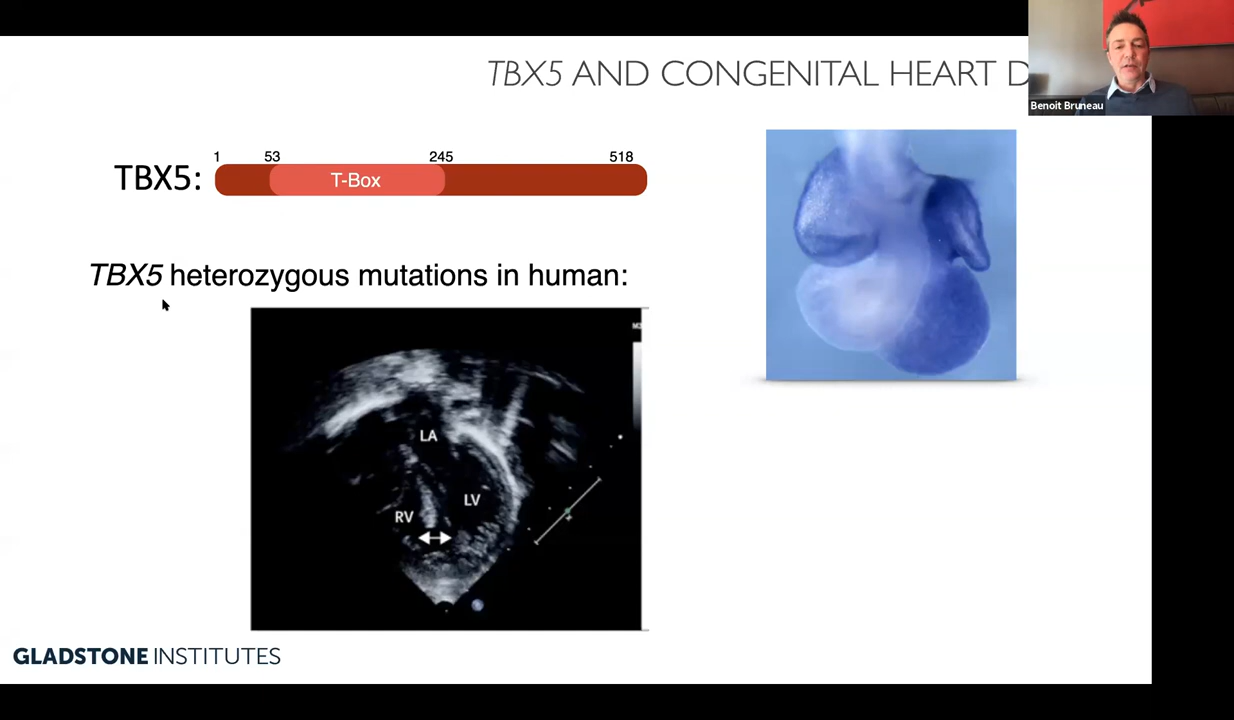 TBX5 AND CONGENITAL HEART D
Benoit Bruneau
1 53 245 518
TBX5: T-Box
TBX5 heterozygous mutations in human:
LA
LV
RV
GLADSTONE INSTITUTES